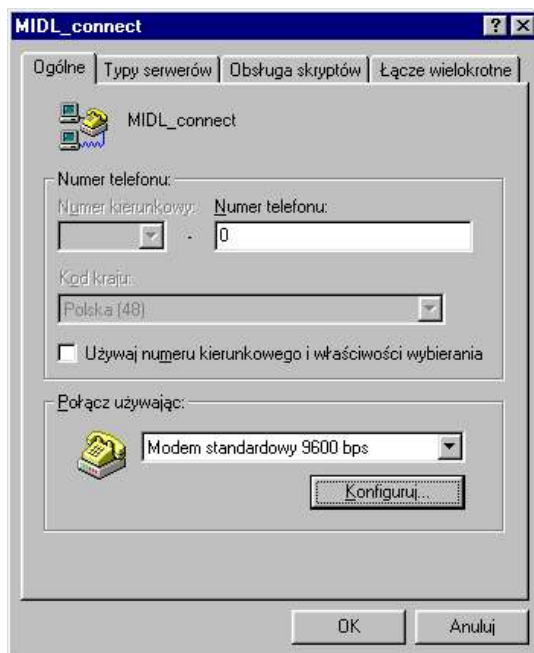 MIDL_connect
Ogólne Typy serwerów Obsługa skryptów Łącze wielokrotne
MIDL_connect
Numer telefonu:
Numer kierunkowy: Numer telefonu:
- 0
Kod kraju:
Polska (48)
Używaj numeru kierunkowego i właściwości wybierania
Połącz używając:
Modem standardowy 9600 bps
Konfiguruj...
OK Anuluj